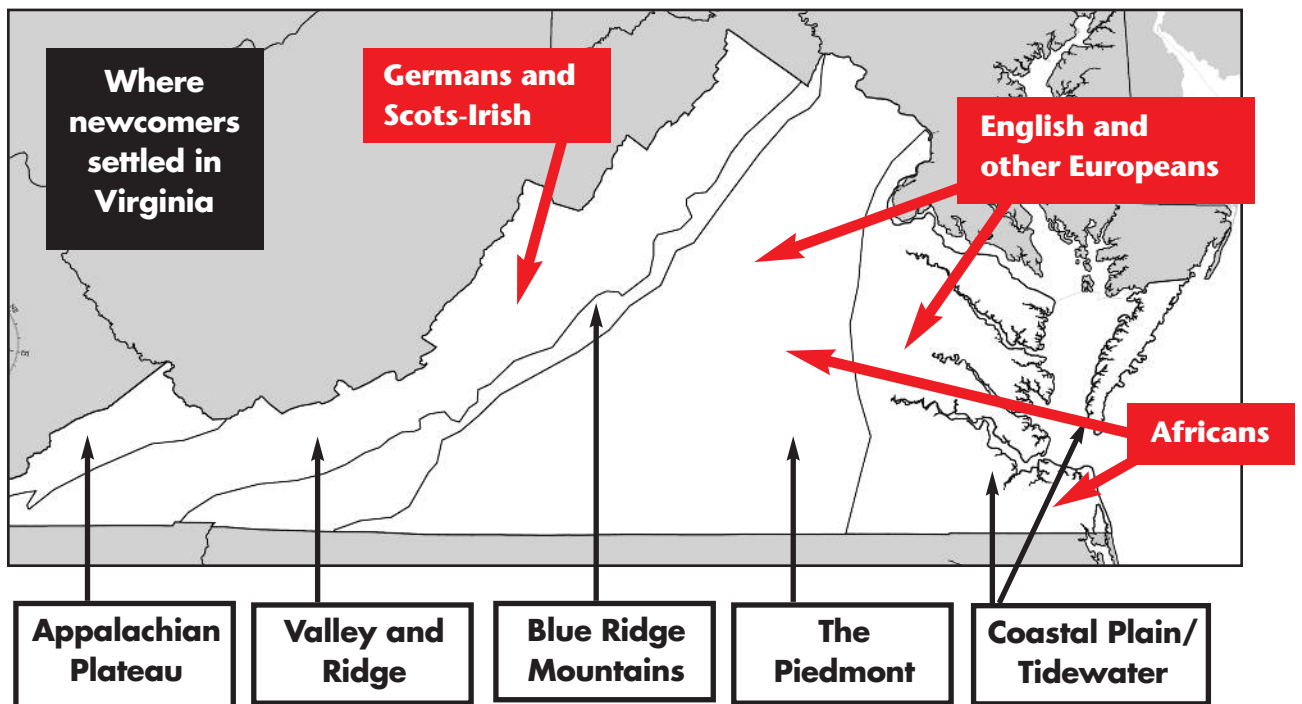 Where
newcomers
settled in
Virginia
Germans and
Scots-Irish
English and
other Europeans
Africans
Appalachian
Plateau
Valley and
Ridge
Blue Ridge
Mountains
The
Piedmont
Coastal Plain/
Tidewater